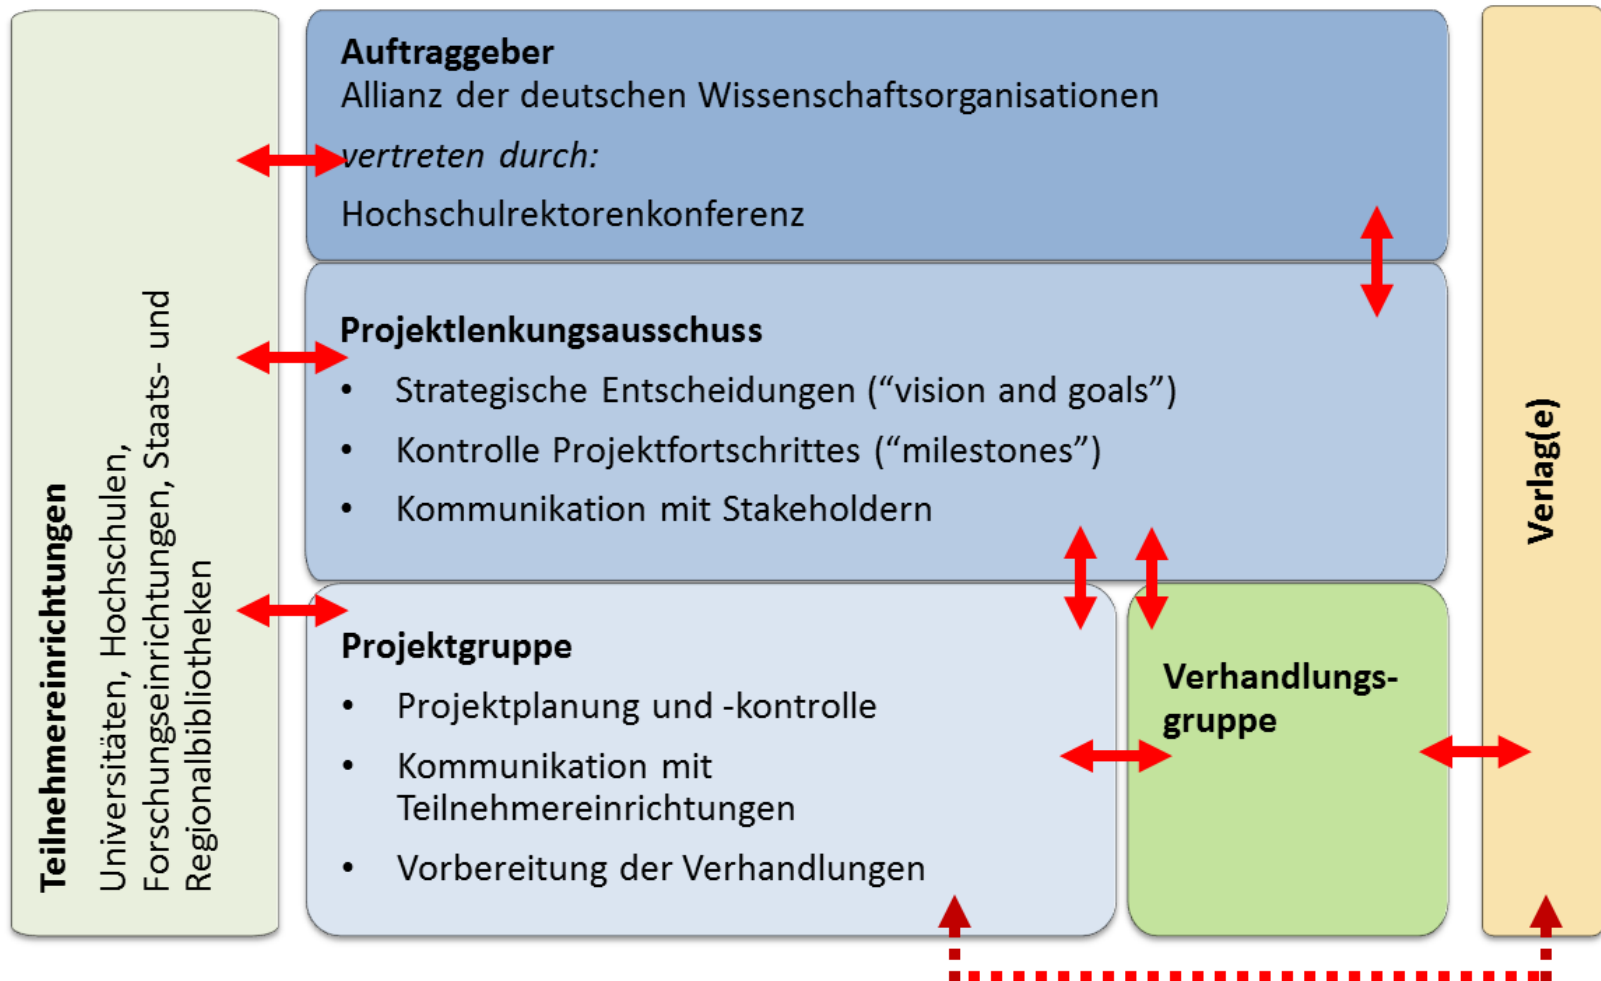 Teilnehmereinrichtungen
Universitäten, Hochschulen,
Forschungseinrichtungen, Staats- und
Regionalbibliotheken
Auftraggeber
Allianz der deutschen Wissenschaftsorganisationen
vertreten durch:
Hochschulrektorenkonferenz
Projektlenkungsausschuss
• Strategische Entscheidungen (“vision and goals”)
• Kontrolle Projektfortschrittes (“milestones”)
• Kommunikation mit Stakeholdern
Projektgruppe
• Projektplanung und -kontrolle
• Kommunikation mit
Teilnehmereinrichtungen
• Vorbereitung der Verhandlungen
Verhandlungs-
gruppe
Verlag(e)